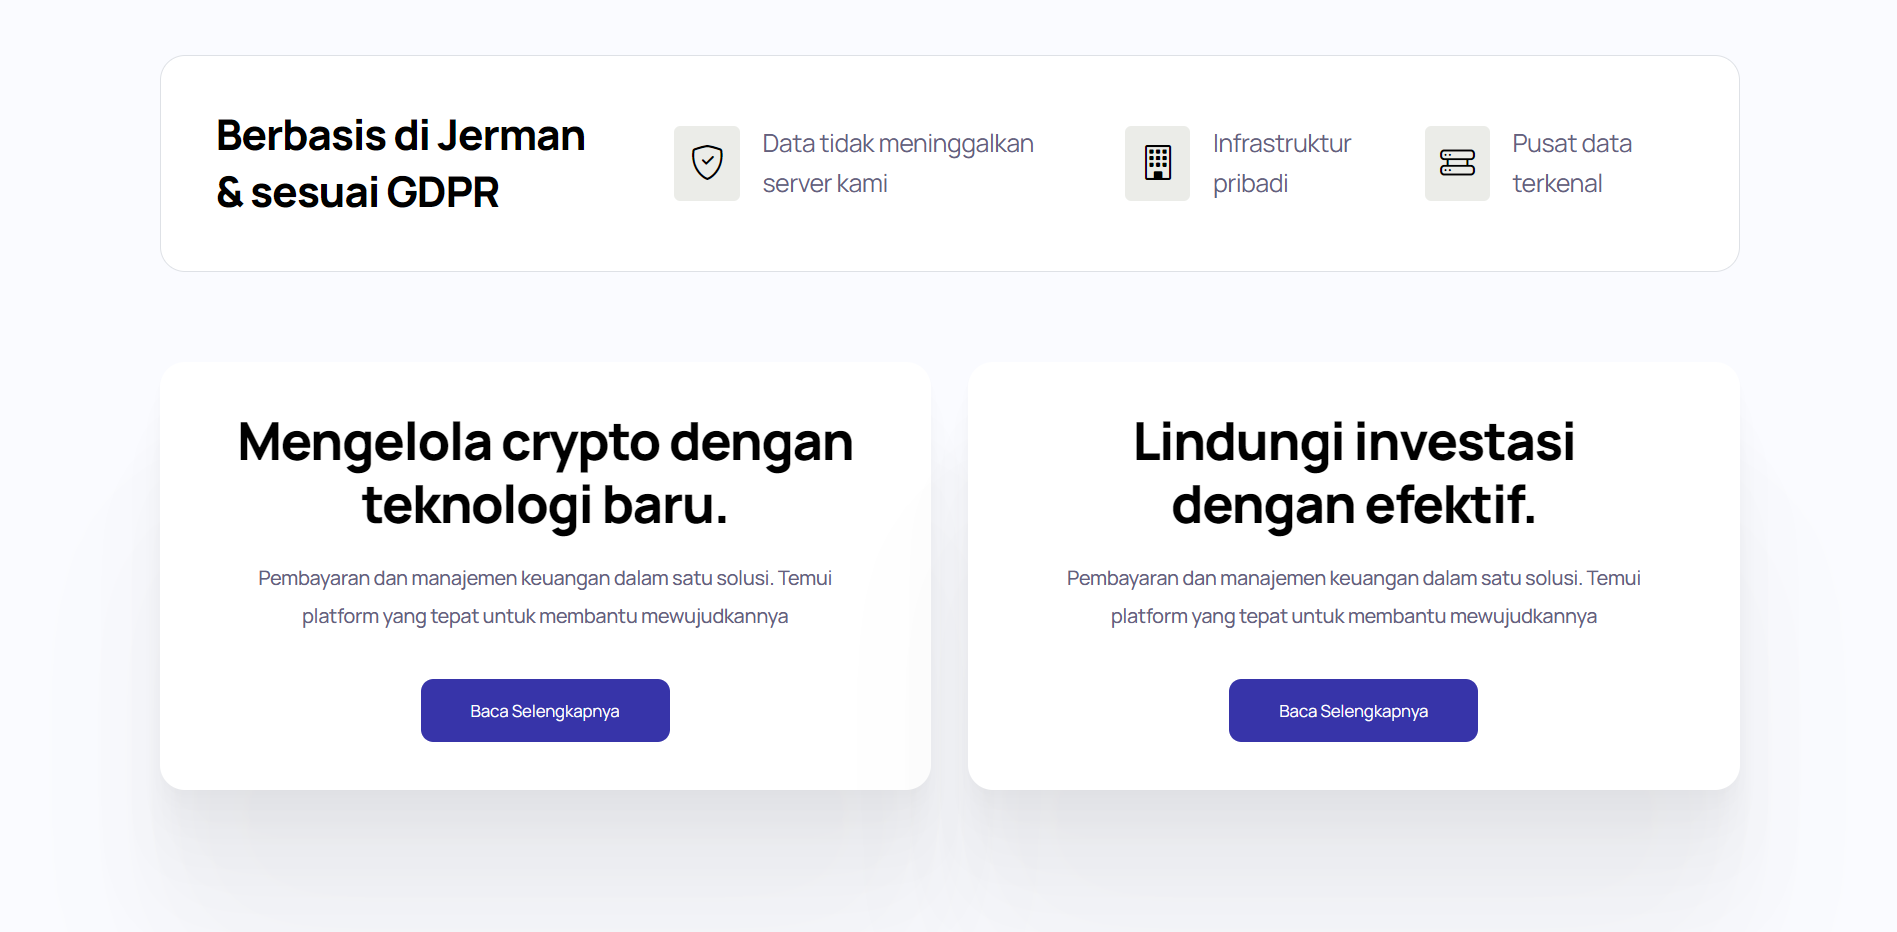 Berbasis di Jerman
& sesuai GDPR
Data tidak meninggalkan
server kami
Infrastruktur
pribadi
Pusat data
terkenal
Mengelola crypto dengan
teknologi baru.
Pembayaran dan manajemen keuangan dalam satu solusi. Temui
platform yang tepat untuk membantu mewujudkannya
Baca Selengkapnya
Lindungi investasi
dengan efektif.
Pembayaran dan manajemen keuangan dalam satu solusi. Temui
platform yang tepat untuk membantu mewujudkannya
Baca Selengkapnya